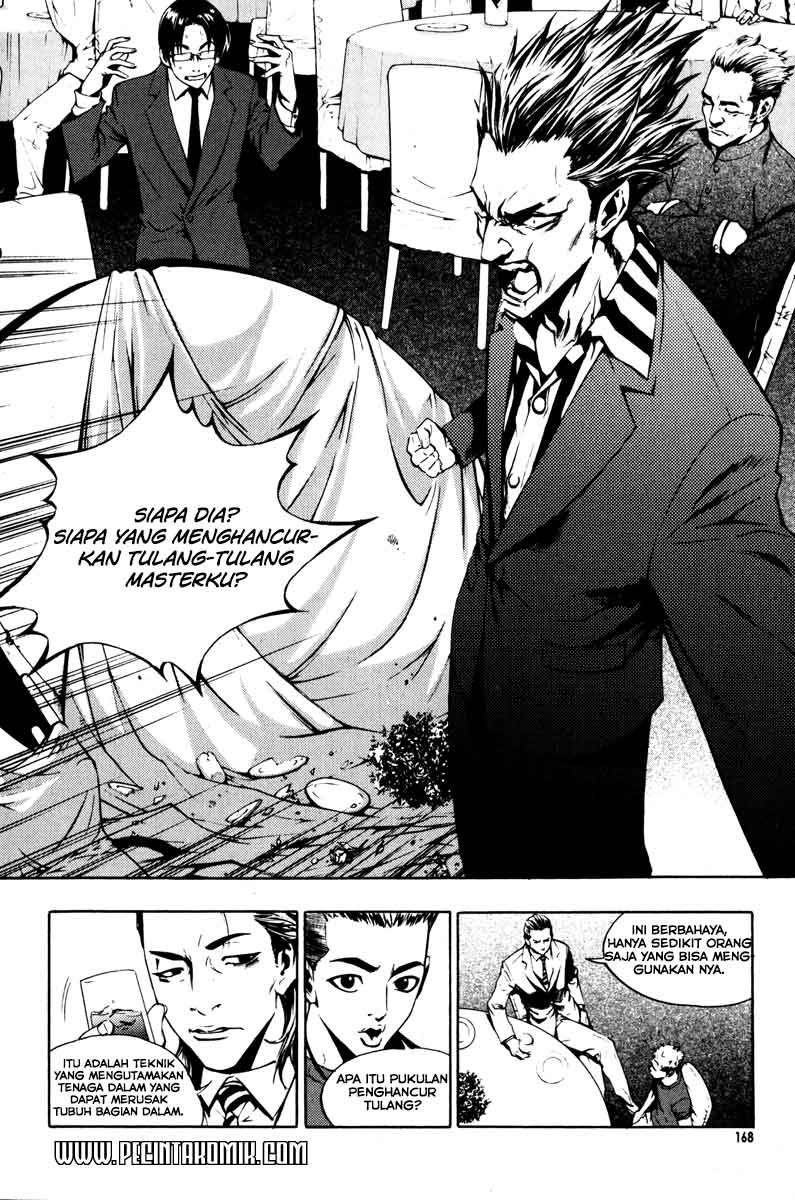 SIAPA DIA?
SIAPA YANG MENGHANCUR-
KAN TULANG-TULANG
MASTERKU?
INI BERBAHAYA,
HANYA SEDIKIT ORANG
SAJA YANG BISA MENG
GUNAKAN NYA.
APA ITU PUKULAN
PENGHANCUR
TULANG?
ITU ADALAH TEKNIK
YANG MENGUTAMAKAN
TENAGA DALAM YANG
DAPAT MERUSAK
TUBUH BAGIAN DALAM.
168
WWW.PECINTAKOMIK.COM